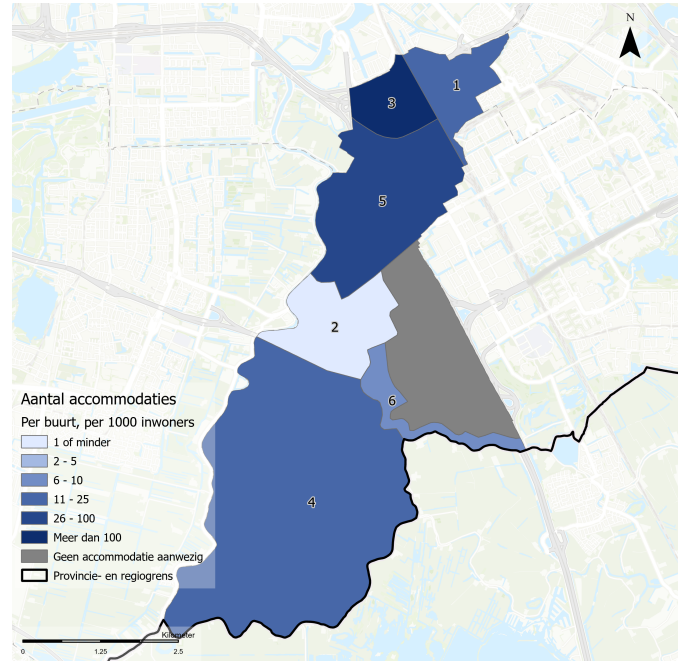 N
1
3
5
2
6
4
Aantal accommodaties
Per buurt, per 1000 inwoners
1 of minder
2 - 5
6 - 10
11 - 25
26 - 100
Meer dan 100
Geen accommodatie aanwezig
Provincie- en regiogrens
Kilometer
0 1.25 2.5